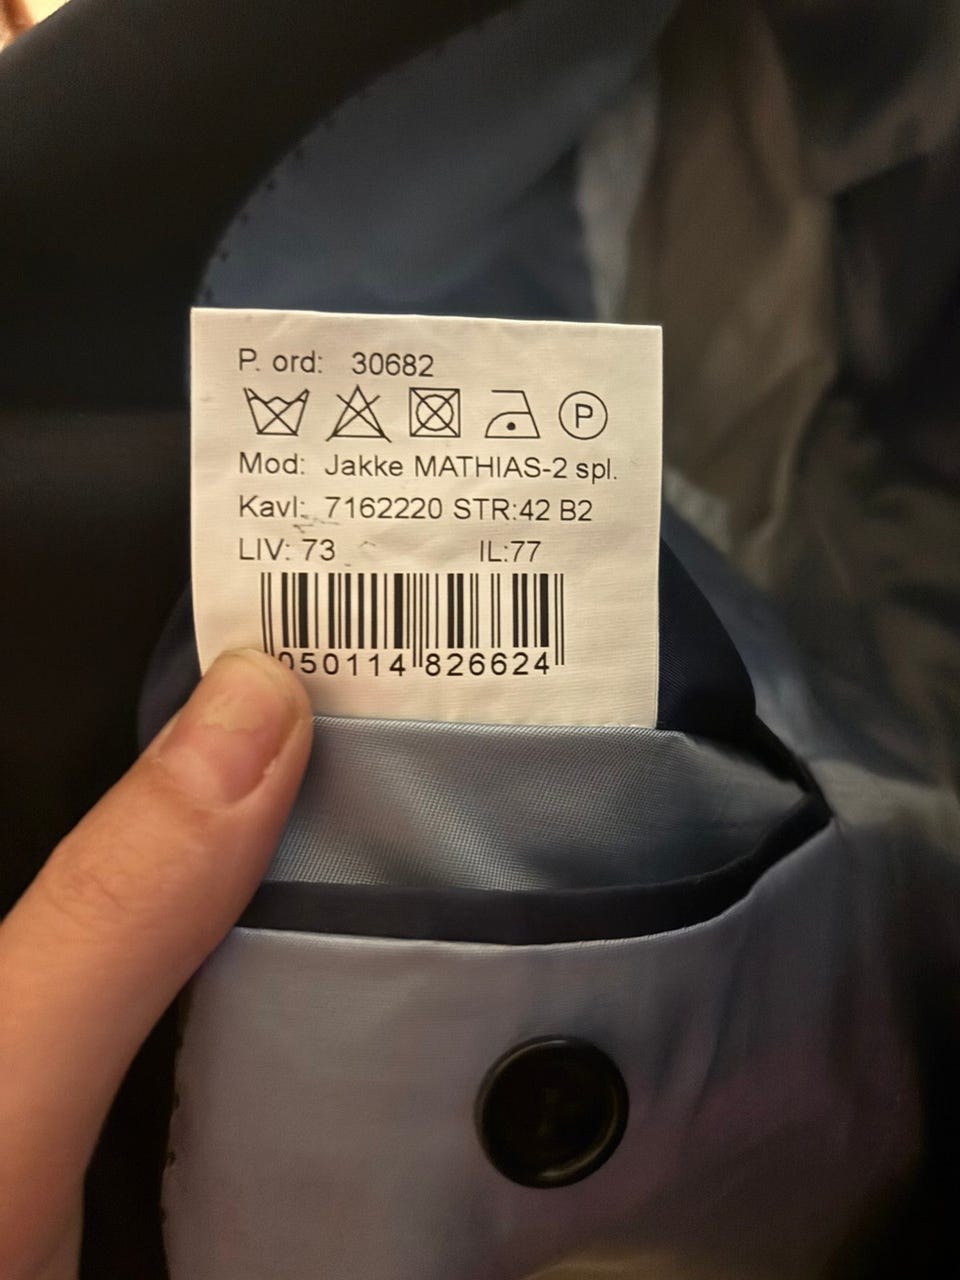 P. ord: 30682
P
Mod: Jakke MATHIAS-2 spl.
Kavl: 7162220 STR:42 B2
LIV: 73 IL:77
050114 826624